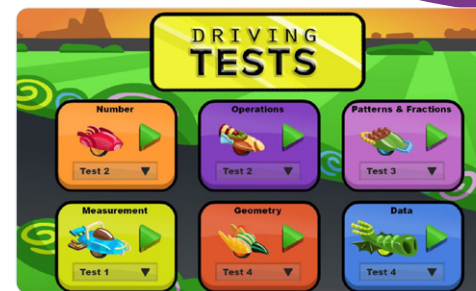 DRIVING
TESTS
Number
Operations
Patterns & Fractions
Test 2
Test 2
Test 3
Measurement
Geometry
Data
Test 1
Test 4
Test 4